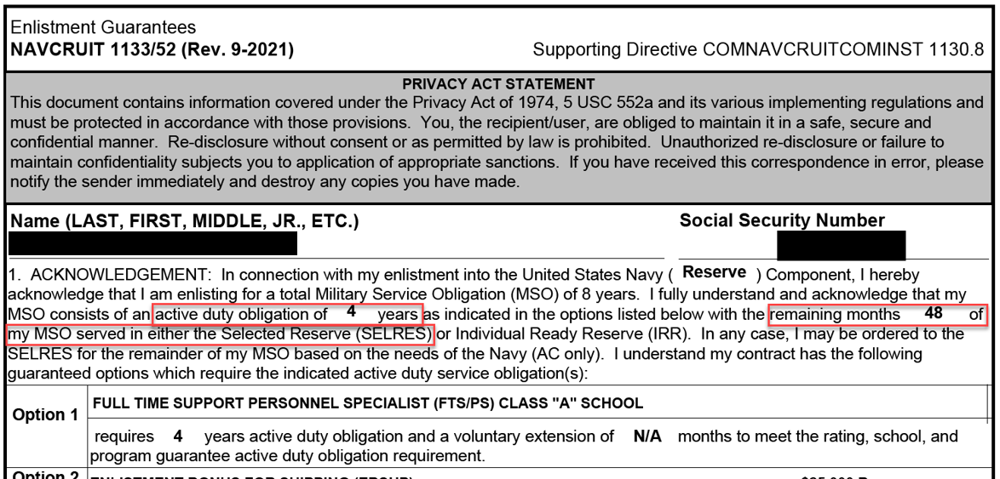 Enlistment Guarantees
NAVCRUIT 1133/52 (Rev. 9-2021) Supporting Directive COMNAVCRUITCOMINST 1130.8
PRIVACY ACT STATEMENT
This document contains information covered under the Privacy Act of 1974, 5 USC 552a and its various implementing regulations and
must be protected in accordance with those provisions. You, the recipient/user, are obliged to maintain it in a safe, secure and
confidential manner. Re-disclosure without consent or as permitted by law is prohibited. Unauthorized re-disclosure or failure to
maintain confidentiality subjects you to application of appropriate sanctions. If you have received this correspondence in error, please
notify the sender immediately and destroy any copies you have made.
Name (LAST, FIRST, MIDDLE, JR., ETC.) Social Security Number
1. ACKNOWLEDGEMENT: In connection with my enlistment into the United States Navy ( Reserve ) Component, I hereby
acknowledge that I am enlisting for a total Military Service Obligation (MSO) of 8 years. I fully understand and acknowledge that my
MSO consists of an active duty obligation of 4 years as indicated in the options listed below with the remaining months 48 of
my MSO served in either the Selected Reserve (SELRES) or Individual Ready Reserve (IRR). In any case, I may be ordered to the
SELRES for the remainder of my MSO based on the needs of the Navy (AC only). I understand my contract has the following
guaranteed options which require the indicated active duty service obligation(s):
Option 1 FULL TIME SUPPORT PERSONNEL SPECIALIST (FTS/PS) CLASS "A" SCHOOL
requires 4 years active duty obligation and a voluntary extension of N/A months to meet the rating, school, and
program guarantee active duty obligation requirement.
Option 2 ENLISTMENT BONUS FOR SHIPPING